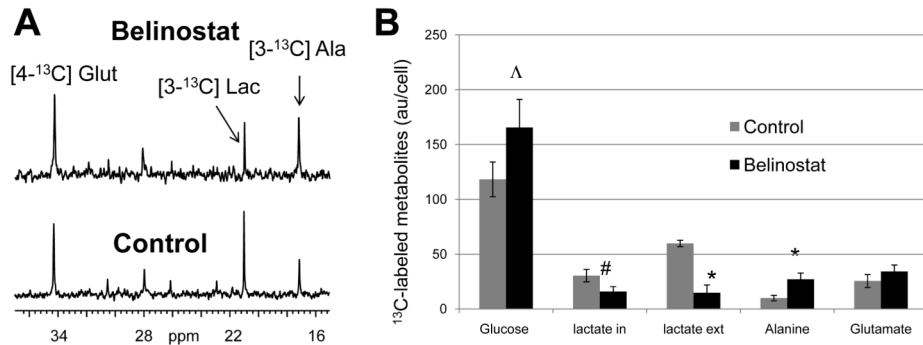 A
Belinostat
[4-¹³C] Glut
[3-¹³C] Lac
[3-¹³C] Ala
Control
34 28 ppm 22 16
B
¹³C-labeled metabolites (au/cell)
250
200
150
100
50
0
Λ
#
*
*
Control
Belinostat
Glucose lactate in lactate ext Alanine Glutamate